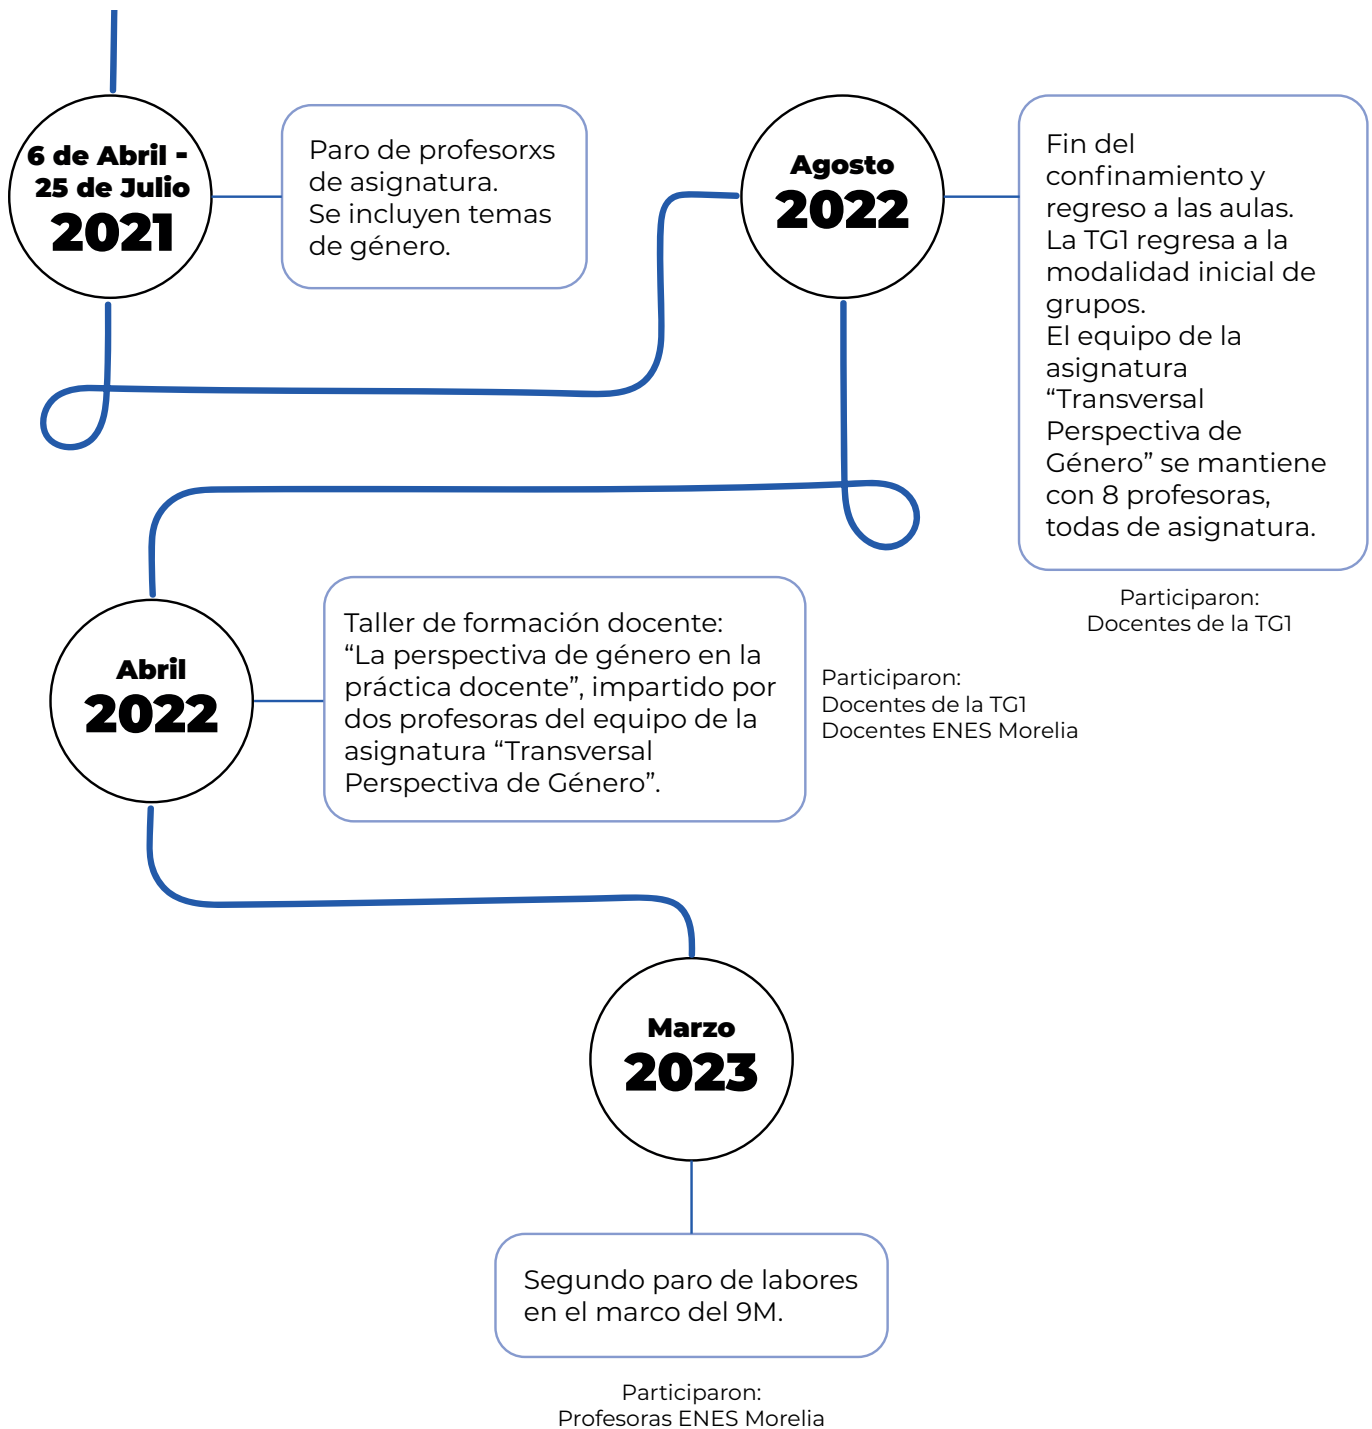 6 de Abril -
25 de Julio
2021
Paro de profesorxs
de asignatura.
Se incluyen temas
de género.
Agosto
2022
Fin del
confinamiento y
regreso a las aulas.
La TG1 regresa a la
modalidad inicial de
grupos.
El equipo de la
asignatura
“Transversal
Perspectiva de
Género” se mantiene
con 8 profesoras,
todas de asignatura.
Participaron:
Docentes de la TG1
Abril
2022
Taller de formación docente:
“La perspectiva de género en la
práctica docente”, impartido por
dos profesoras del equipo de la
asignatura “Transversal
Perspectiva de Género”.
Participaron:
Docentes de la TG1
Docentes ENES Morelia
Marzo
2023
Segundo paro de labores
en el marco del 9M.
Participaron:
Profesoras ENES Morelia